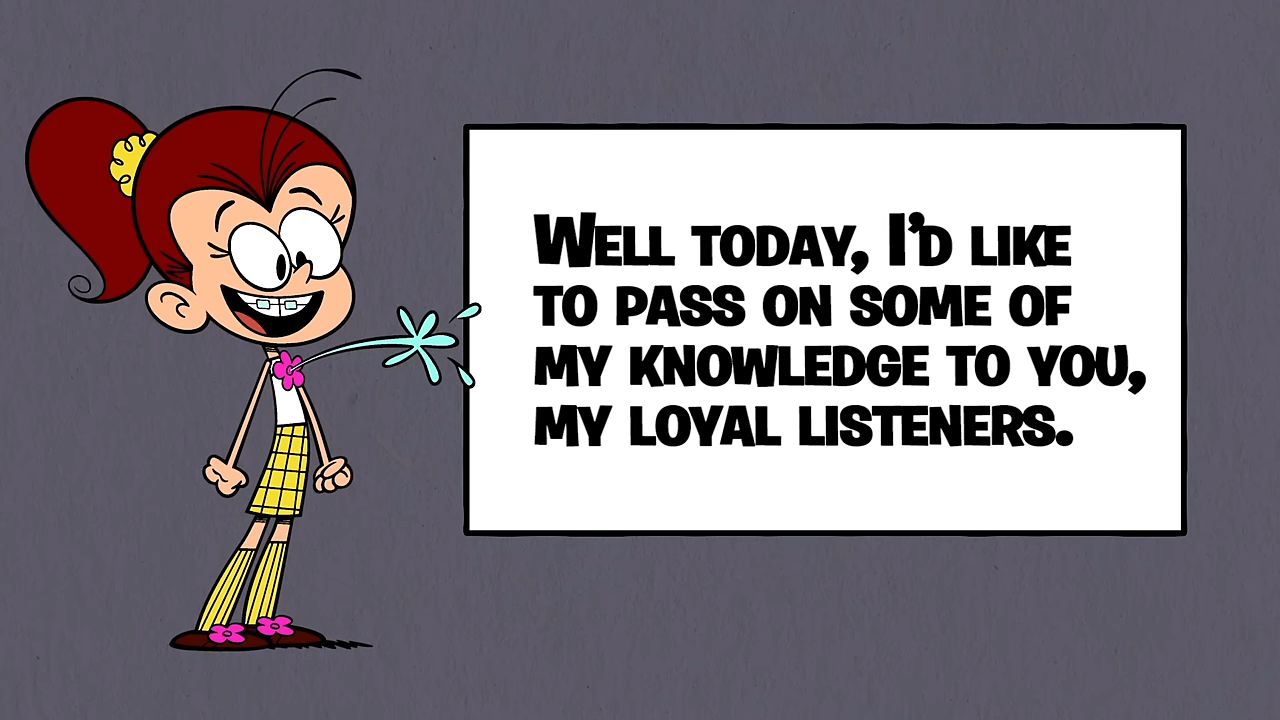 Well today, I'd like
to pass on some of
my knowledge to you,
my loyal listeners.